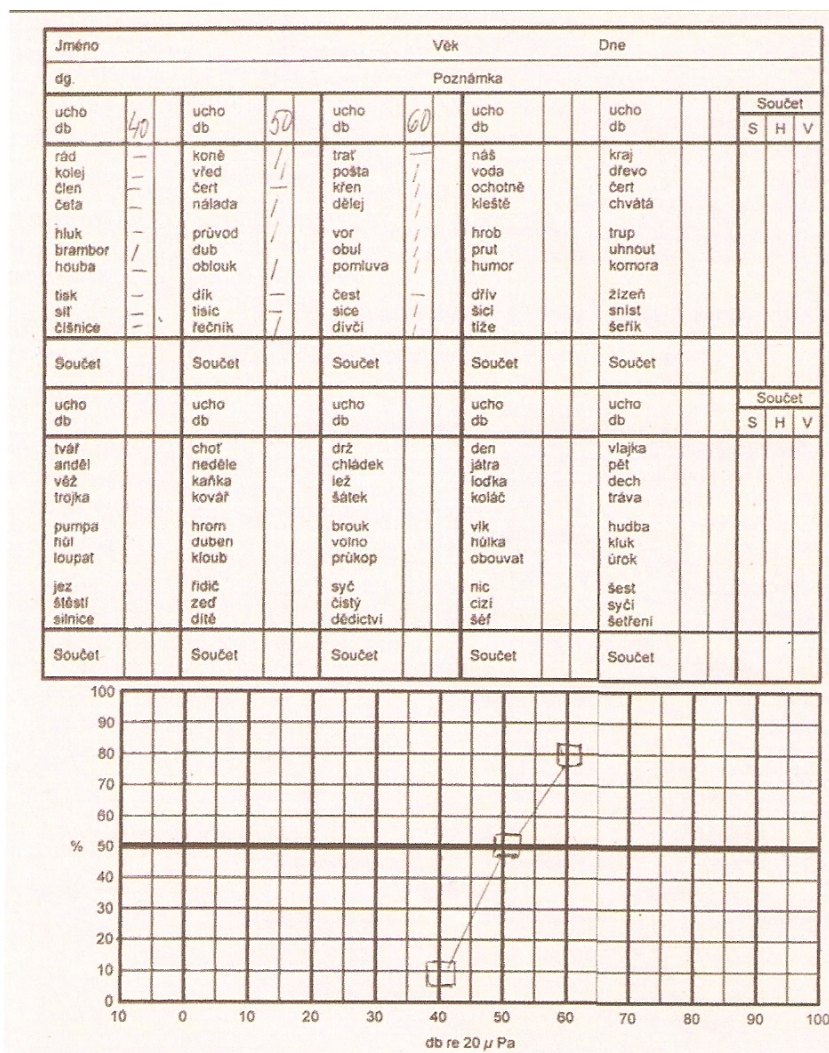 Jméno Věk Dne
dg. Poznámka
ucho ucho ucho ucho ucho Součet
db 40 db 50 db 60 db db S H V
rád — koně / trať — náš kraj
kolej — vřed / pošta / voda dřevo
člen — čert — křen / ochotně čert
četa — nálada / dělej / kleště chvátá
hluk — průvod / vor / hrob trup
brambor / dub obul / prut uhnout
houba — oblouk / pomluva / humor komora
tisk — dík — čest — dřív žízeň
síť — tisíc — sice / šicí sníst
číšnice — řečník / dívčí / tíže šeřík
Součet Součet Součet Součet Součet
ucho ucho ucho ucho ucho Součet
db db db db db S H V
tvář choť drž den vlajka
anděl neděle chládek játra pět
věž kaňka lež loďka dech
trojka kovář šátek koláč tráva
pumpa hrom brouk vlk hudba
hůl duben volno hůlka kluk
loupat kloub průkop obouvat úrok
jez řidič syč nic šest
štěstí zeď čistý cizí syčí
silnice dítě dědictví šéf šetření
Součet Součet Součet Součet Součet
100
90
80
70
60
% 50
40
30
20
10
0
10 0 10 20 30 40 50 60 70 80 90 100
db re 20 µ Pa